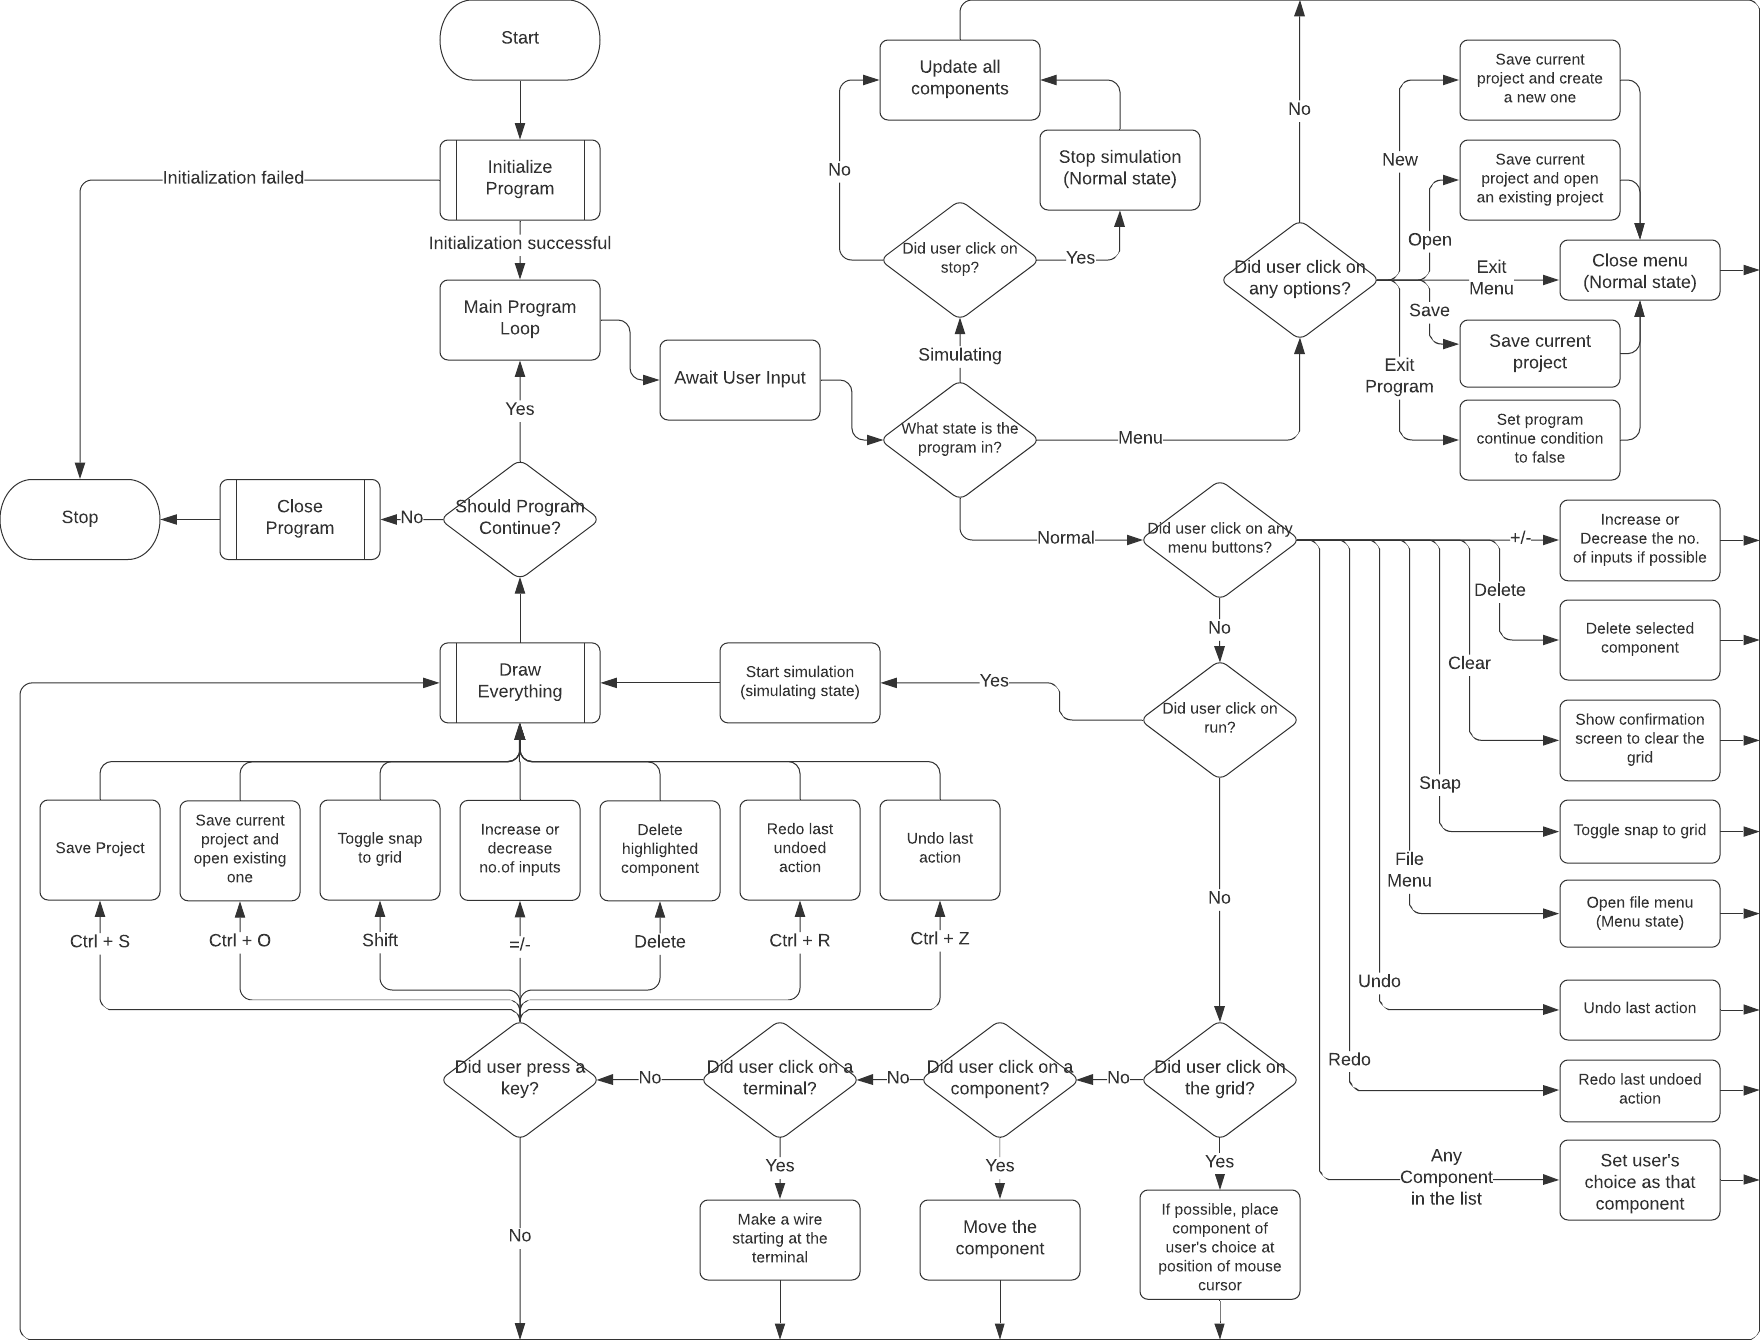 Start
Initialize
Program
Initialization failed
Initialization successful
Main Program
Loop
Await User Input
Yes
Should Program
Continue?
No
Close
Program
Stop
Update all
components
No
Stop simulation
(Normal state)
Did user click on
stop?
Yes
Simulating
What state is the
program in?
Menu
Normal
No
Did user click on
any options?
New
Open
Exit
Menu
Save
Exit
Program
Save current
project and create
a new one
Save current
project and open
an existing project
Close menu
(Normal state)
Save current
project
Set program
continue condition
to false
Did user click on any
menu buttons?
+/-
Delete
Clear
Snap
File
Menu
Undo
Redo
Any
Component
in the list
Increase or
Decrease the no.
of inputs if possible
Delete selected
component
Show confirmation
screen to clear the
grid
Toggle snap to grid
Open file menu
(Menu state)
Undo last action
Redo last undoed
action
Set user's
choice as that
component
No
Did user click on
run?
Yes
Start simulation
(simulating state)
Draw
Everything
No
Save Project
Save current
project and
open existing
one
Toggle snap
to grid
Increase or
decrease
no.of inputs
Delete
highlighted
component
Redo last
undoed
action
Undo last
action
Ctrl + S
Ctrl + O
Shift
=/-
Delete
Ctrl + R
Ctrl + Z
Did user press a
key?
No
Did user click on a
terminal?
No
Did user click on a
component?
No
Did user click on
the grid?
No
Yes
Yes
Yes
Make a wire
starting at the
terminal
Move the
component
If possible, place
component of
user's choice at
position of mouse
cursor